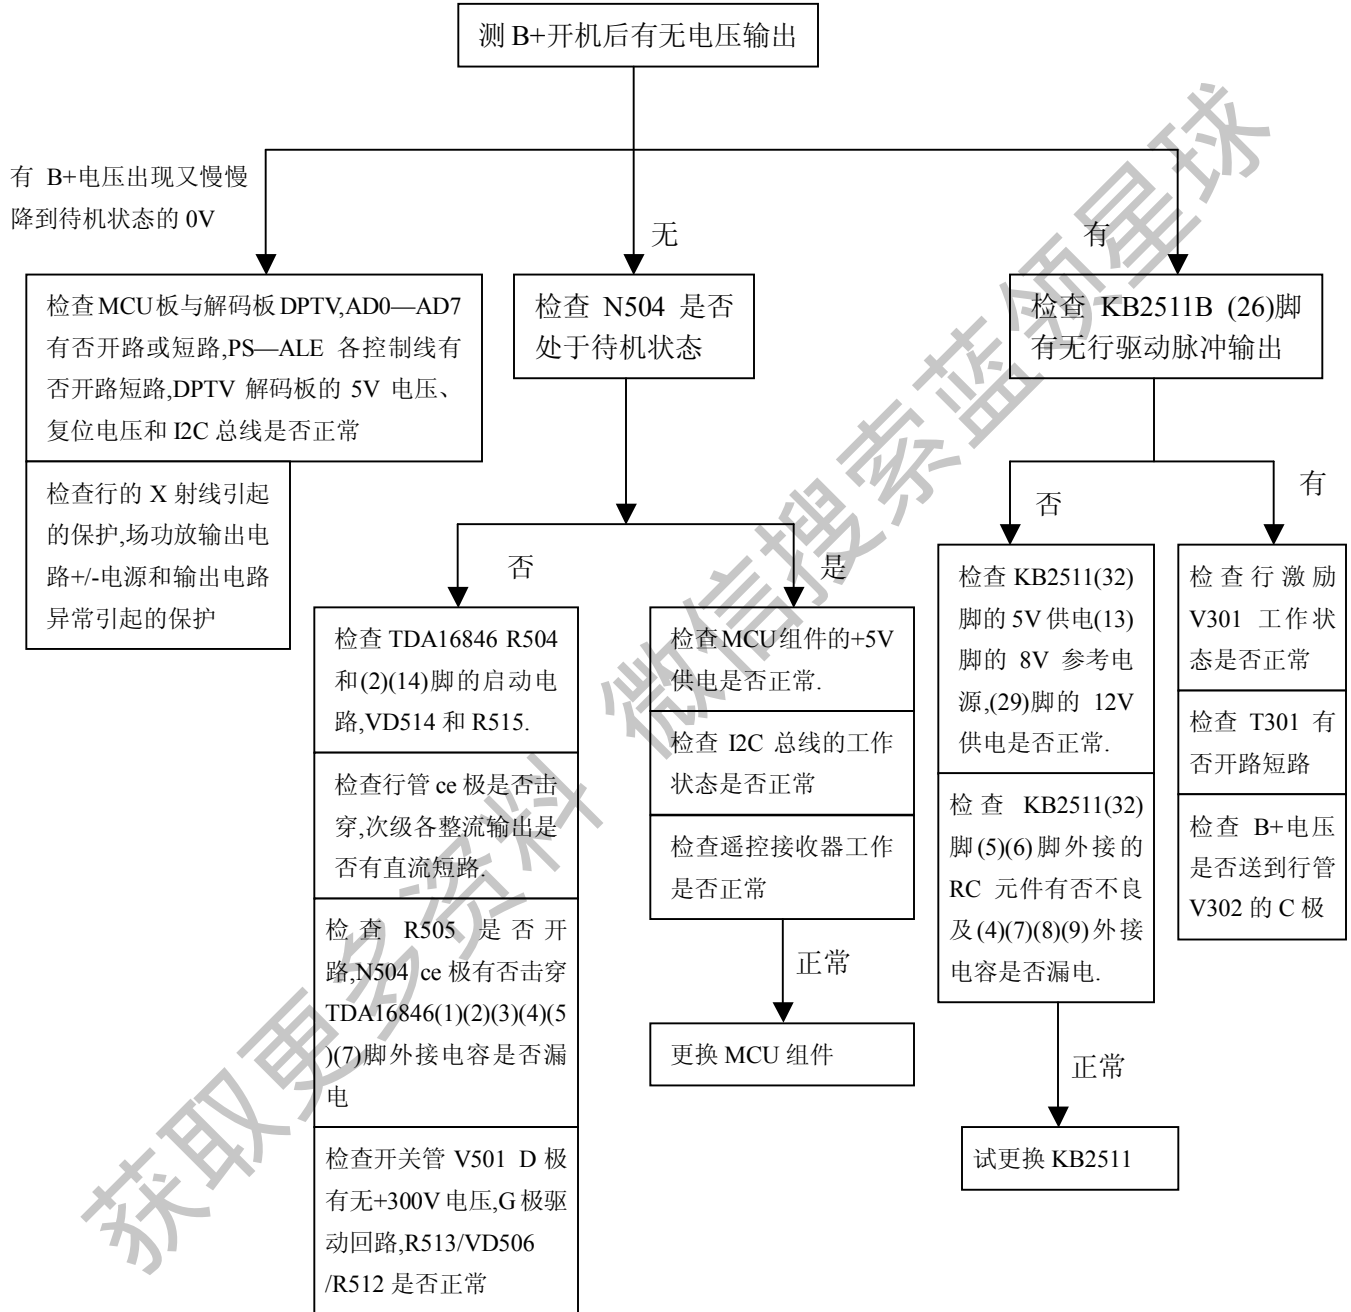 测 B+开机后有无电压输出
有 B+电压出现又慢慢
降到待机状态的 0V
无
有
检查 MCU 板与解码板 DPTV,AD0—AD7
有否开路或短路,PS—ALE 各控制线有
否开路短路,DPTV 解码板的 5V 电压、
复位电压和 I2C 总线是否正常
检查行的 X 射线引起
的保护,场功放输出电
路+/-电源和输出电路
异常引起的保护
检查 N504 是否
处于待机状态
检查 KB2511B (26)脚
有无行驱动脉冲输出
否
是
否
有
检查 TDA16846 R504
和(2)(14)脚的启动电
路,VD514 和 R515.
检查行管 ce 极是否击
穿,次级各整流输出是
否有直流短路.
检查 R505 是否开
路,N504 ce 极有否击穿
TDA16846(1)(2)(3)(4)(5
)(7)脚外接电容是否漏
电
检查开关管 V501 D 极
有无+300V 电压,G 极驱
动回路,R513/VD506
/R512 是否正常
检查MCU组件的+5V
供电是否正常.
检查 I2C 总线的工作
状态是否正常
检查遥控接收器工作
是否正常
正常
更换 MCU 组件
检查 KB2511(32)
脚的 5V 供电(13)
脚的 8V 参考电
源,(29)脚的 12V
供电是否正常.
检查 KB2511(32)
脚(5)(6)脚外接的
RC 元件有否不良
及(4)(7)(8)(9)外接
电容是否漏电.
正常
试更换 KB2511
检查行激励
V301 工作状
态是否正常
检查 T301 有
否开路短路
检查 B+电压
是否送到行管
V302 的 C 极
获取更多资料 微信搜索蓝领星球